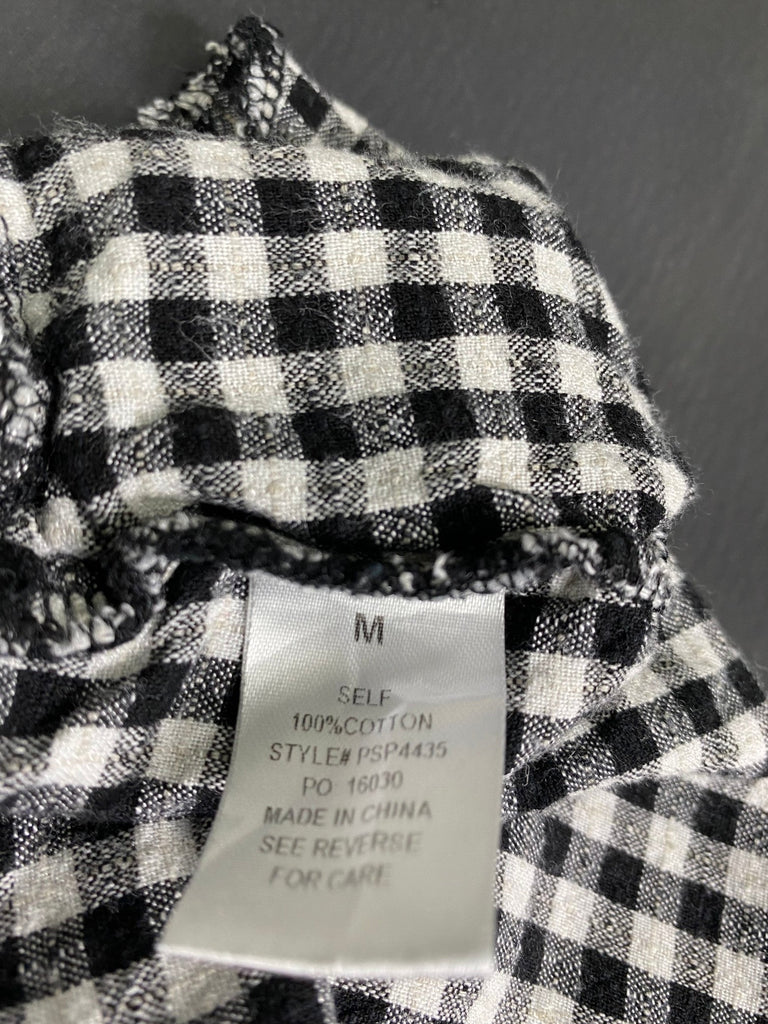 M
SELF
100%COTTON
STYLE# PSP4435
PO 16030
MADE IN CHINA
SEE REVERSE
FOR CARE